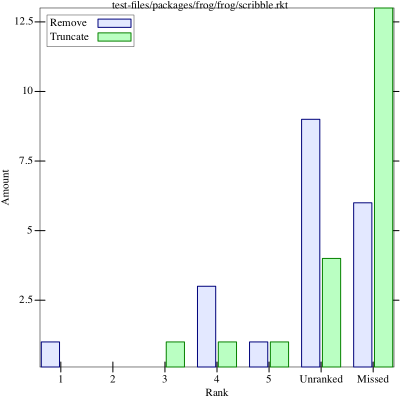 test-files/packages/frog/frog/scribble.rkt
Remove
Truncate
12.5
10
7.5
5
2.5
Amount
1 2 3 4 5 Unranked Missed
Rank